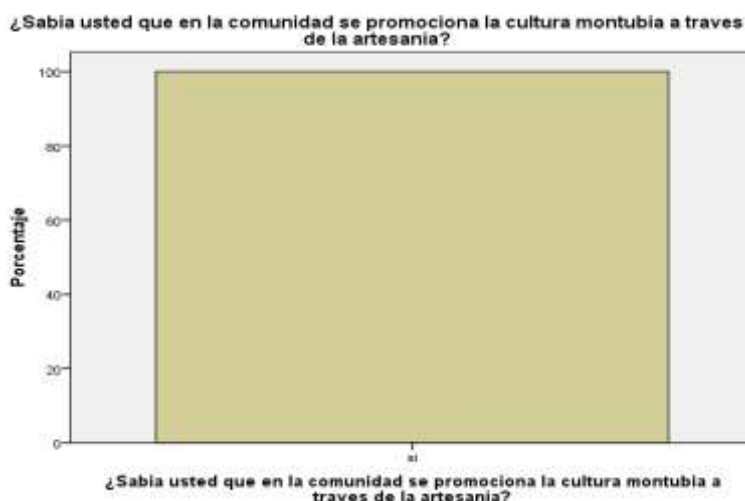 ¿Sabia usted que en la comunidad se promociona la cultura montubia a traves
de la artesania?
100
80
60
40
20
0
Porcentaje
si
¿Sabia usted que en la comunidad se promociona la cultura montubia a
traves de la artesania?